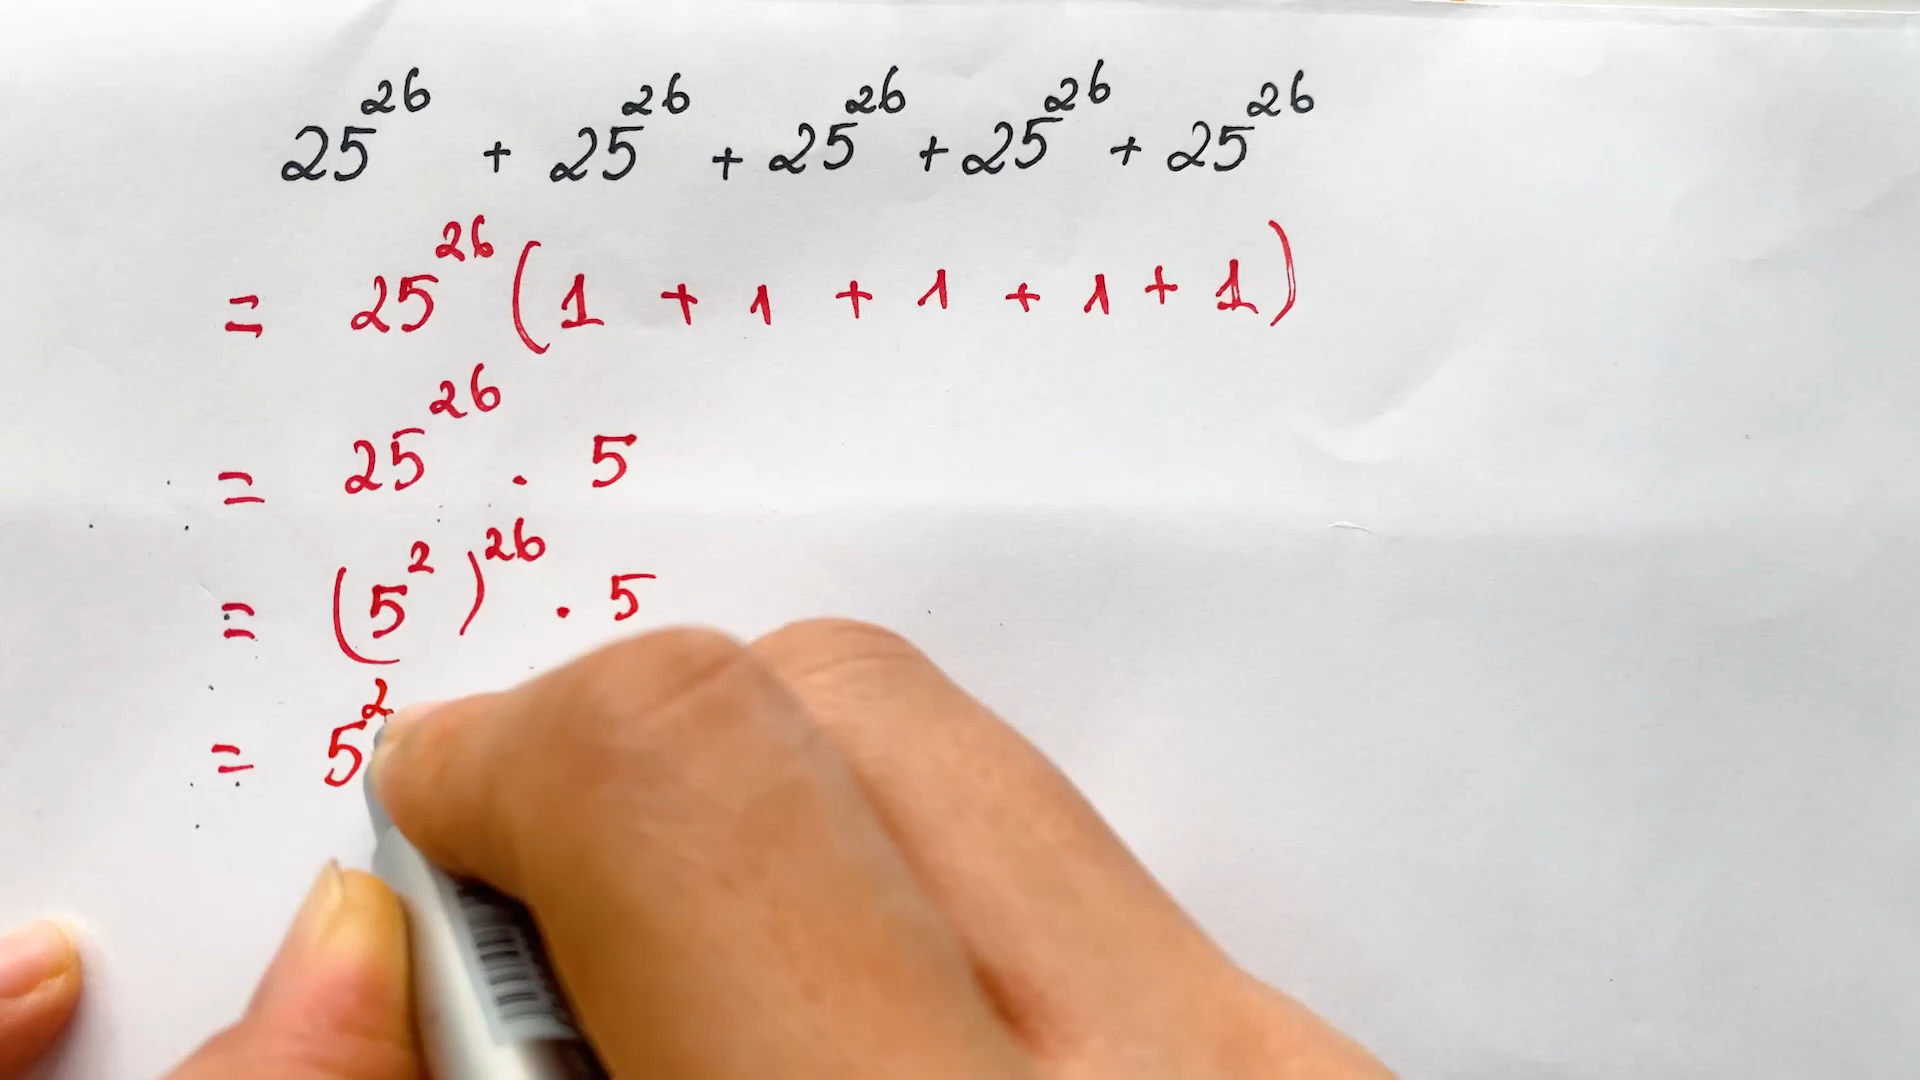 25^26 + 25^26 + 25^26 + 25^26 + 25^26
= 25^26 (1 + 1 + 1 + 1 + 1)
= 25^26 . 5
= (5^2)^26 . 5
= 5^2